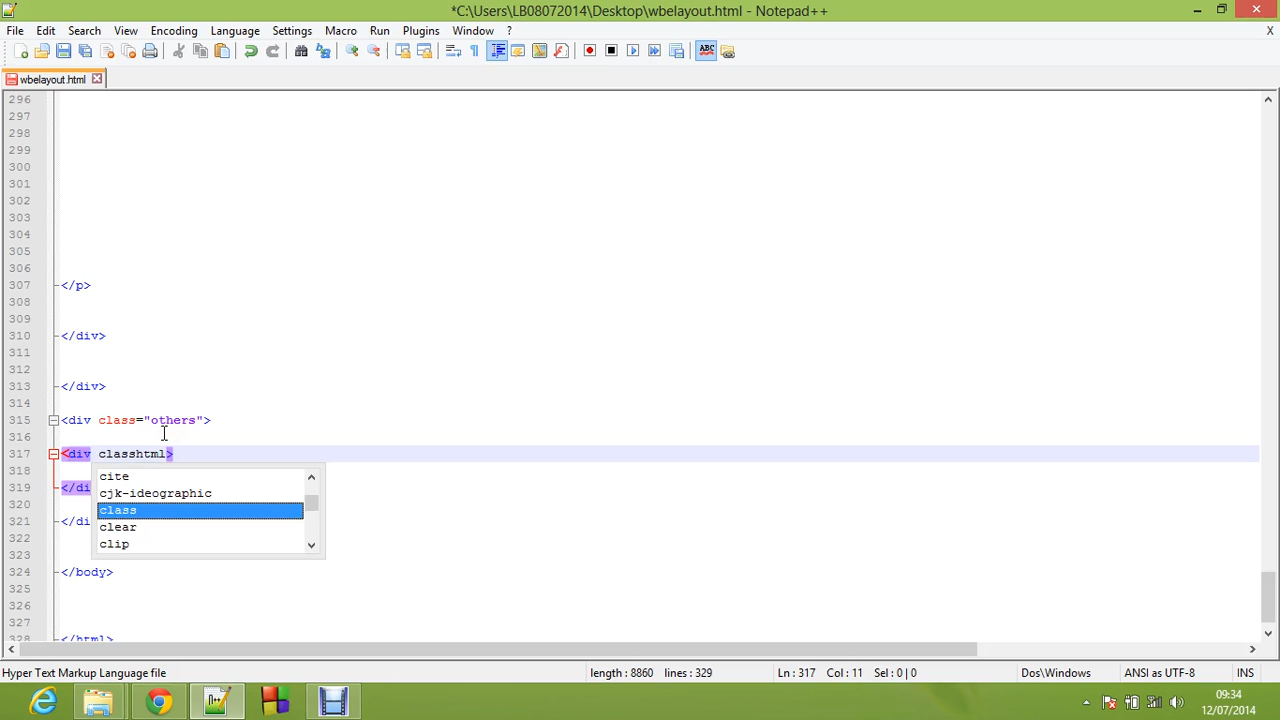 *C:\Users\LB08072014\Desktop\wbelayout.html - Notepad++
File Edit Search View Encoding Language Settings Macro Run Plugins Window ? X
ABC
wbelayout.html
296
297
298
299
300
301
302
303
304
305
306
307 </p>
308
309
310 </div>
311
312
313 </div>
314
315 <div class="others">
316
317 <div classhtml>
318 cite
cjk-ideographic
319 </di
class
320
clear
321 </di
clip
322
323
324 </body>
325
326
327
328 </html>
Hyper Text Markup Language file length : 8860 lines : 329 Ln : 317 Col : 11 Sel : 0 | 0 Dos\Windows ANSI as UTF-8 INS
09:34
12/07/2014